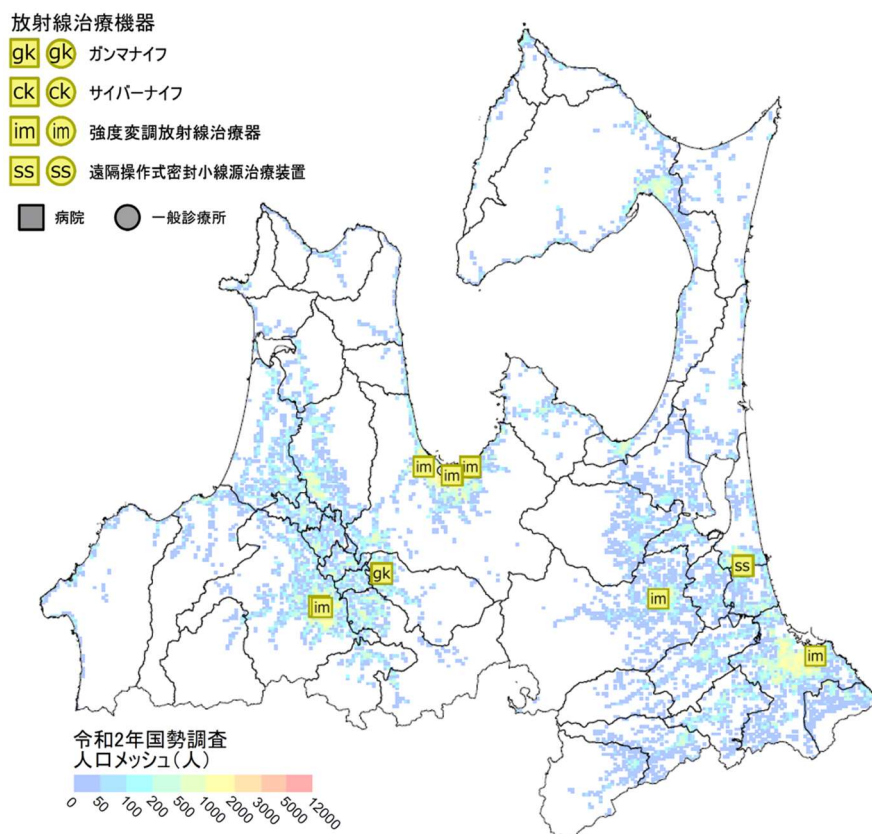 放射線治療機器
gk gk ガンマナイフ
ck ck サイバーナイフ
im im 強度変調放射線治療器
ss ss 遠隔操作式密封小線源治療装置
病院 一般診療所
im im
im
ss
gk
im
im
im
令和2年国勢調査
人口メッシュ(人)
0 50 100 200 500 1000 2000 3000 5000 12000